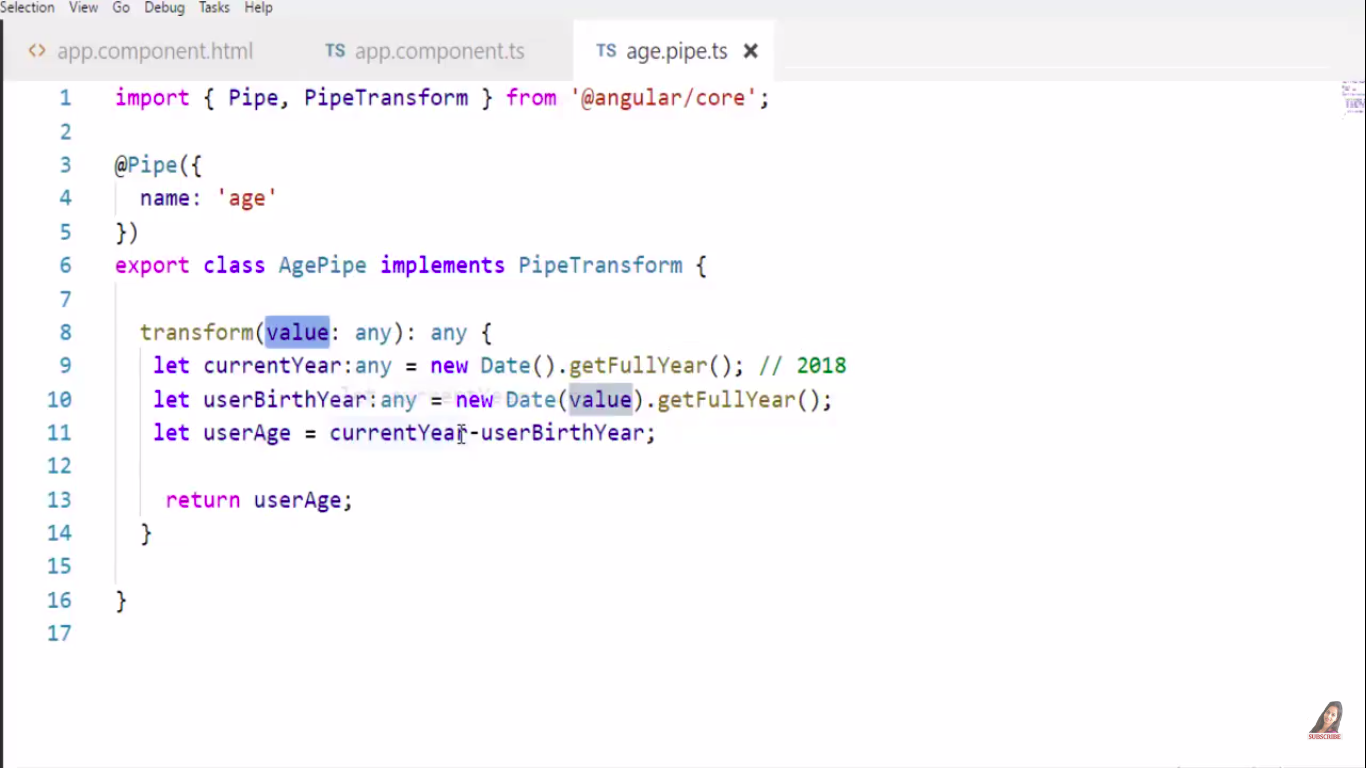 Selection View Go Debug Tasks Help
<> app.component.html TS app.component.ts TS age.pipe.ts ×
1 import { Pipe, PipeTransform } from '@angular/core';
2
3 @Pipe({
4 name: 'age'
5 })
6 export class AgePipe implements PipeTransform {
7
8 transform(value: any): any {
9 let currentYear:any = new Date().getFullYear(); // 2018
10 let userBirthYear:any = new Date(value).getFullYear();
11 let userAge = currentYear-userBirthYear;
12
13 return userAge;
14 }
15
16 }
17
SUBSCRIBE